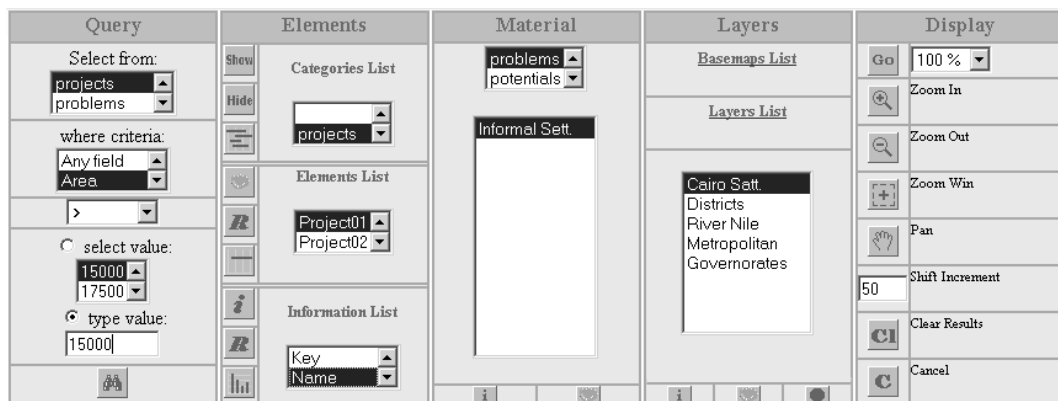 Query
Select from:
projects
problems
where criteria:
Any field
Area
>
select value:
15000
17500
type value:
15000
Elements
Show
Hide
Categories List
projects
Elements List
R
Project01
Project02
i
R
Information List
Key
Name
Material
problems
potentials
Informal Sett.
i
Layers
Basemaps List
Layers List
Cairo Satt.
Districts
River Nile
Metropolitan
Governorates
i
Display
Go
100 %
Zoom In
Zoom Out
Zoom Win
Pan
50
Shift Increment
Cl
Clear Results
C
Cancel